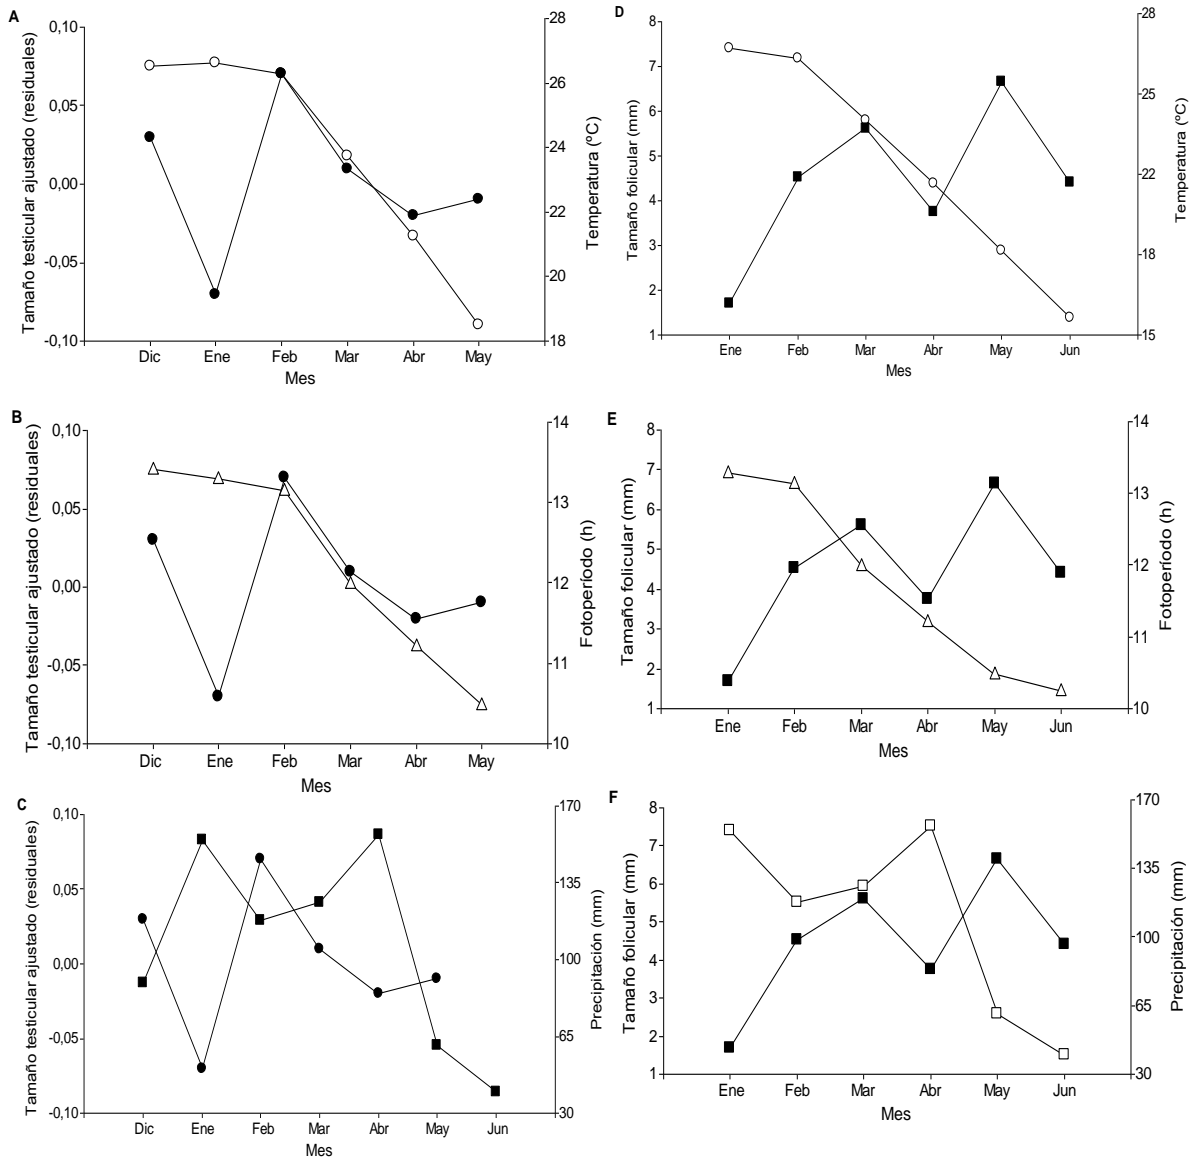 A
0,10
0,05
0,00
-0,05
-0,10
Tamaño testicular ajustado (residuales)
28
26
24
22
20
18
Temperatura (ºC)
Dic Ene Feb Mar Abr May
Mes
D
8
7
6
5
4
3
2
1
Tamaño folicular (mm)
28
25
22
18
15
Temperatura (ºC)
Ene Feb Mar Abr May Jun
Mes
B
0,10
0,05
0,00
-0,05
-0,10
Tamaño testicular ajustado (residuales)
14
13
12
11
10
Fotoperíodo (h)
Dic Ene Feb Mar Abr May
Mes
E
8
7
6
5
4
3
2
1
Tamaño folicular (mm)
14
13
12
11
10
Fotoperíodo (h)
Ene Feb Mar Abr May Jun
Mes
C
0,10
0,05
0,00
-0,05
-0,10
Tamaño testicular ajustado (residuales)
170
135
100
65
30
Precipitación (mm)
Dic Ene Feb Mar Abr May Jun
Mes
F
8
7
6
5
4
3
2
1
Tamaño folicular (mm)
170
135
100
65
30
Precipitación (mm)
Ene Feb Mar Abr May Jun
Mes